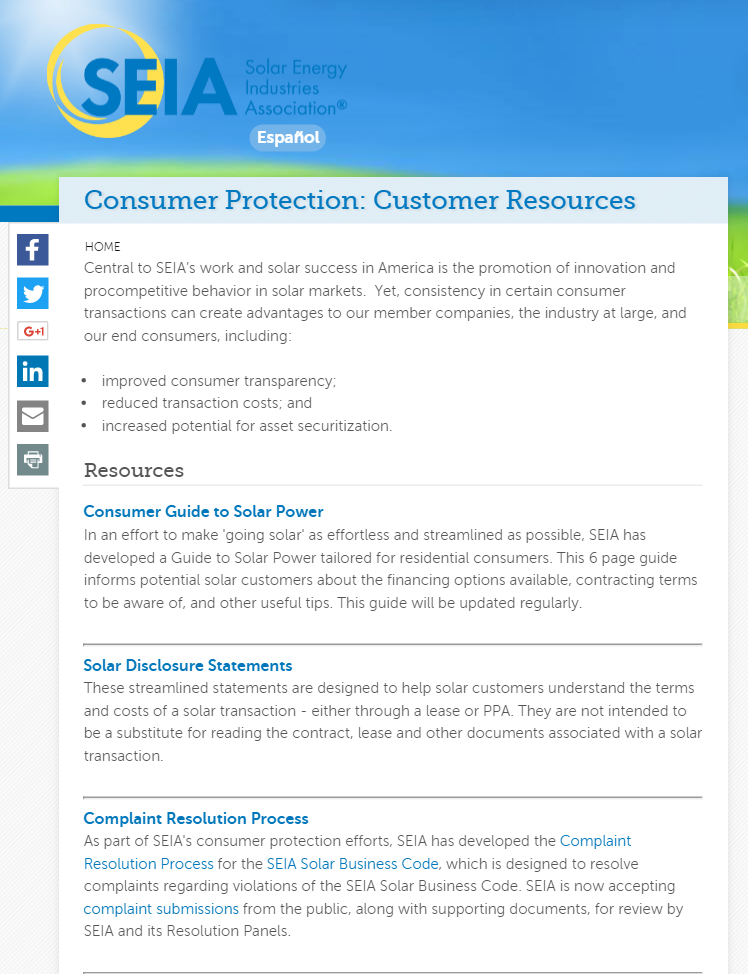 SEIA Solar Energy
Industries
Association®
Español
Consumer Protection: Customer Resources
HOME
Central to SEIA's work and solar success in America is the promotion of innovation and
procompetitive behavior in solar markets.  Yet, consistency in certain consumer
transactions can create advantages to our member companies, the industry at large, and
our end consumers, including:
• improved consumer transparency;
• reduced transaction costs; and
• increased potential for asset securitization.
Resources
Consumer Guide to Solar Power
In an effort to make 'going solar' as effortless and streamlined as possible, SEIA has
developed a Guide to Solar Power tailored for residential consumers. This 6 page guide
informs potential solar customers about the financing options available, contracting terms
to be aware of, and other useful tips. This guide will be updated regularly.
Solar Disclosure Statements
These streamlined statements are designed to help solar customers understand the terms
and costs of a solar transaction - either through a lease or PPA. They are not intended to
be a substitute for reading the contract, lease and other documents associated with a solar
transaction.
Complaint Resolution Process
As part of SEIA's consumer protection efforts, SEIA has developed the Complaint
Resolution Process for the SEIA Solar Business Code, which is designed to resolve
complaints regarding violations of the SEIA Solar Business Code. SEIA is now accepting
complaint submissions from the public, along with supporting documents, for review by
SEIA and its Resolution Panels.
f
G+1
in